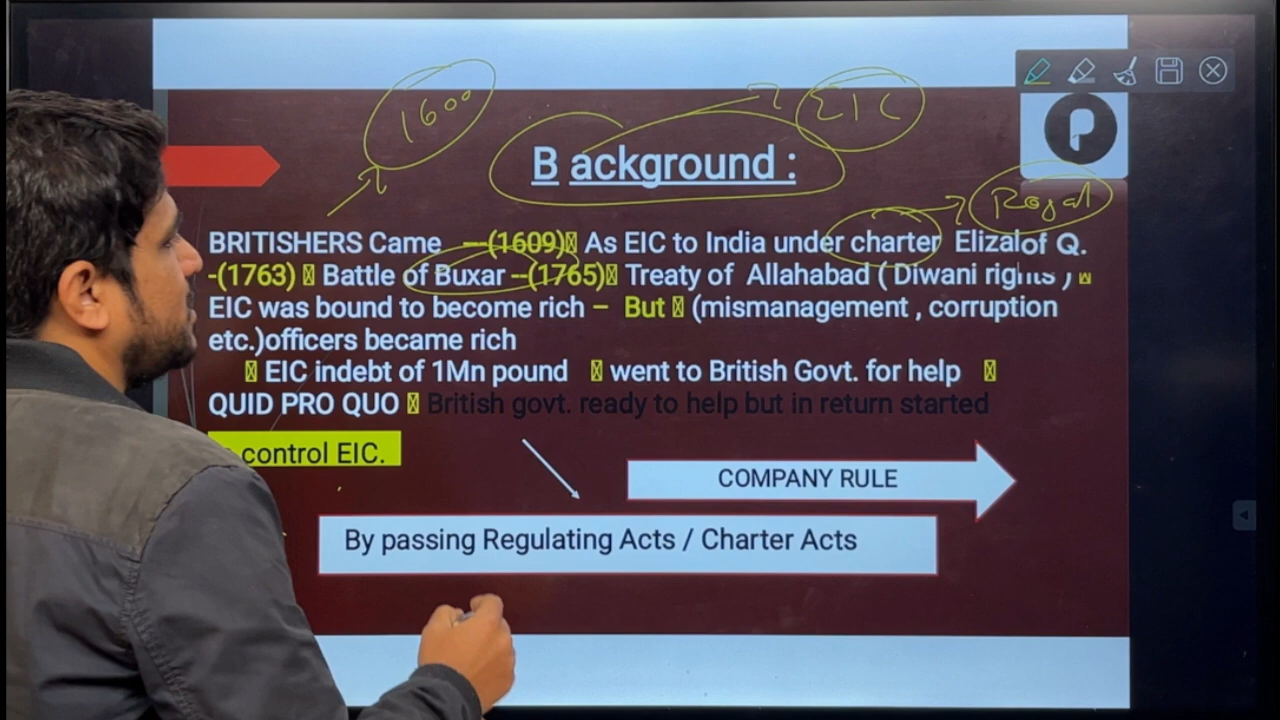 1600
EIC
B ackground :
Royal
BRITISHERS Came --(1609) As EIC to India under charter Elizal of Q.
-(1763) Battle of Buxar --(1765) Treaty of Allahabad ( Diwani rights )
EIC was bound to become rich – But (mismanagement , corruption
etc.)officers became rich
EIC indebt of 1Mn pound went to British Govt. for help
QUID PRO QUO British govt. ready to help but in return started
control EIC.
COMPANY RULE
By passing Regulating Acts / Charter Acts